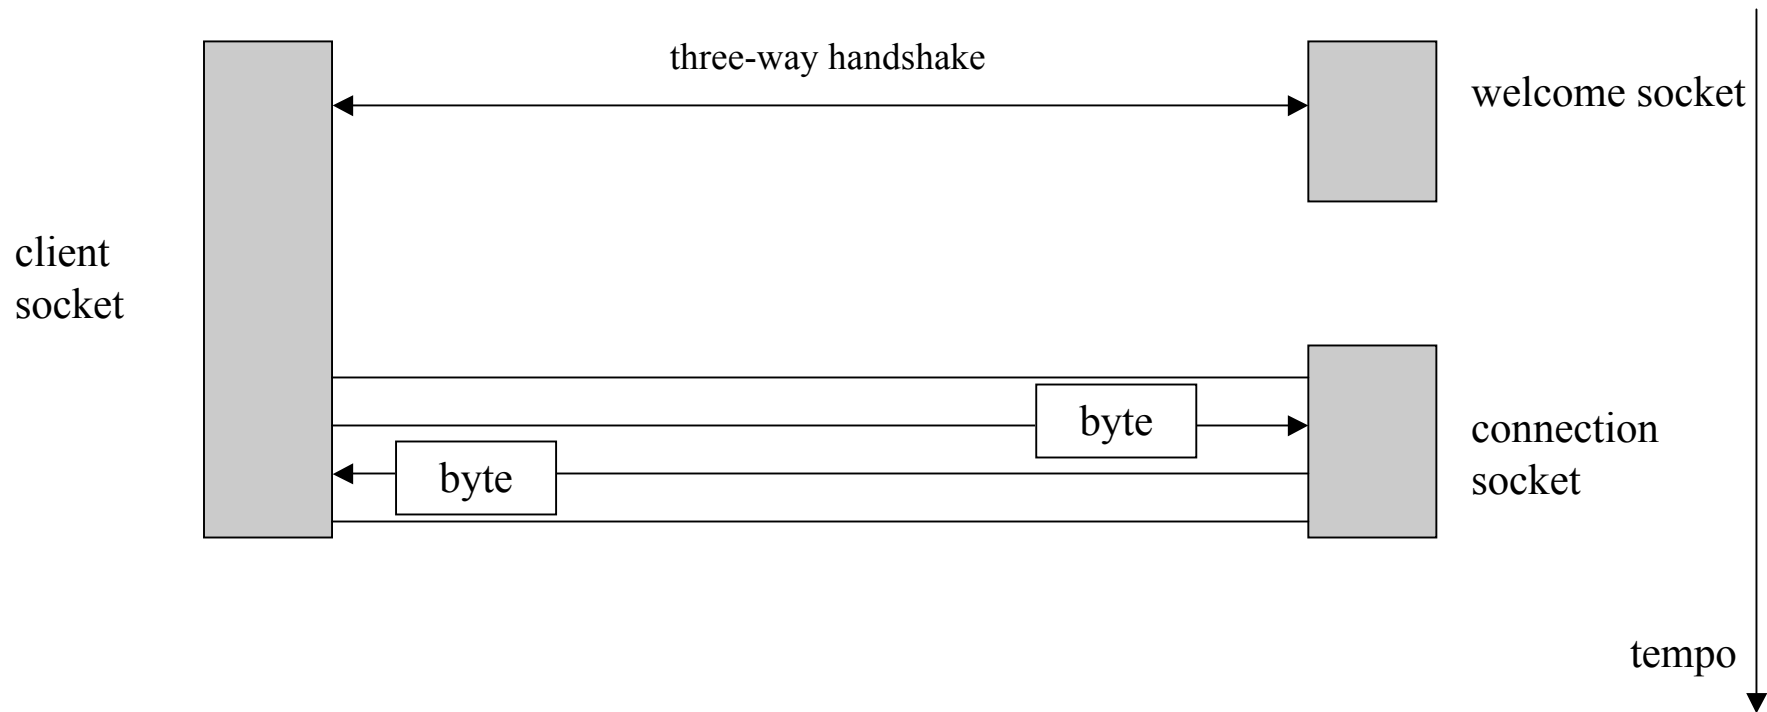 three-way handshake
welcome socket
client
socket
byte
connection
byte
socket
tempo